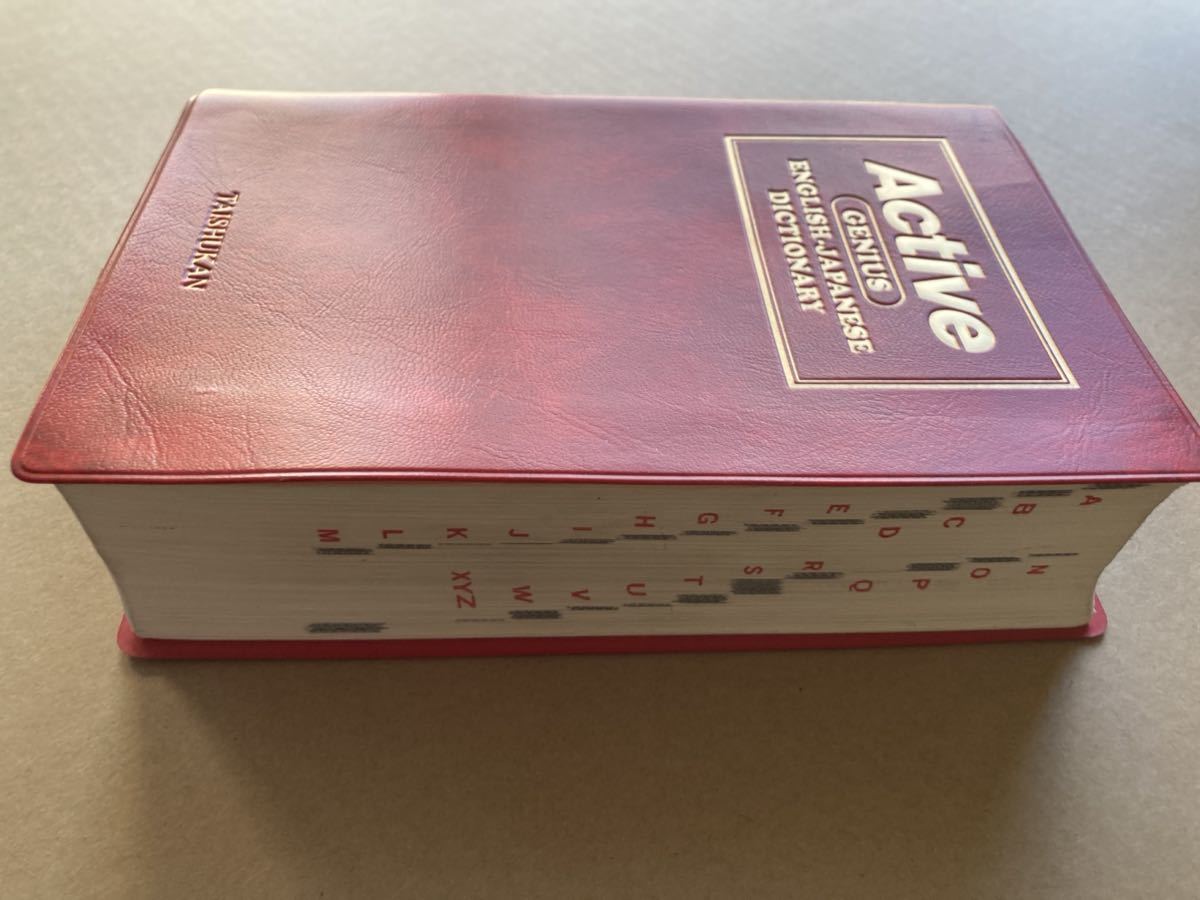 Active
GENIUS
ENGLISH-JAPANESE
DICTIONARY
TAISHUKAN
A
B
C
D
E
F
G
H
I
J
K
L
M
N
O
P
Q
R
S
T
U
V
W
XYZ